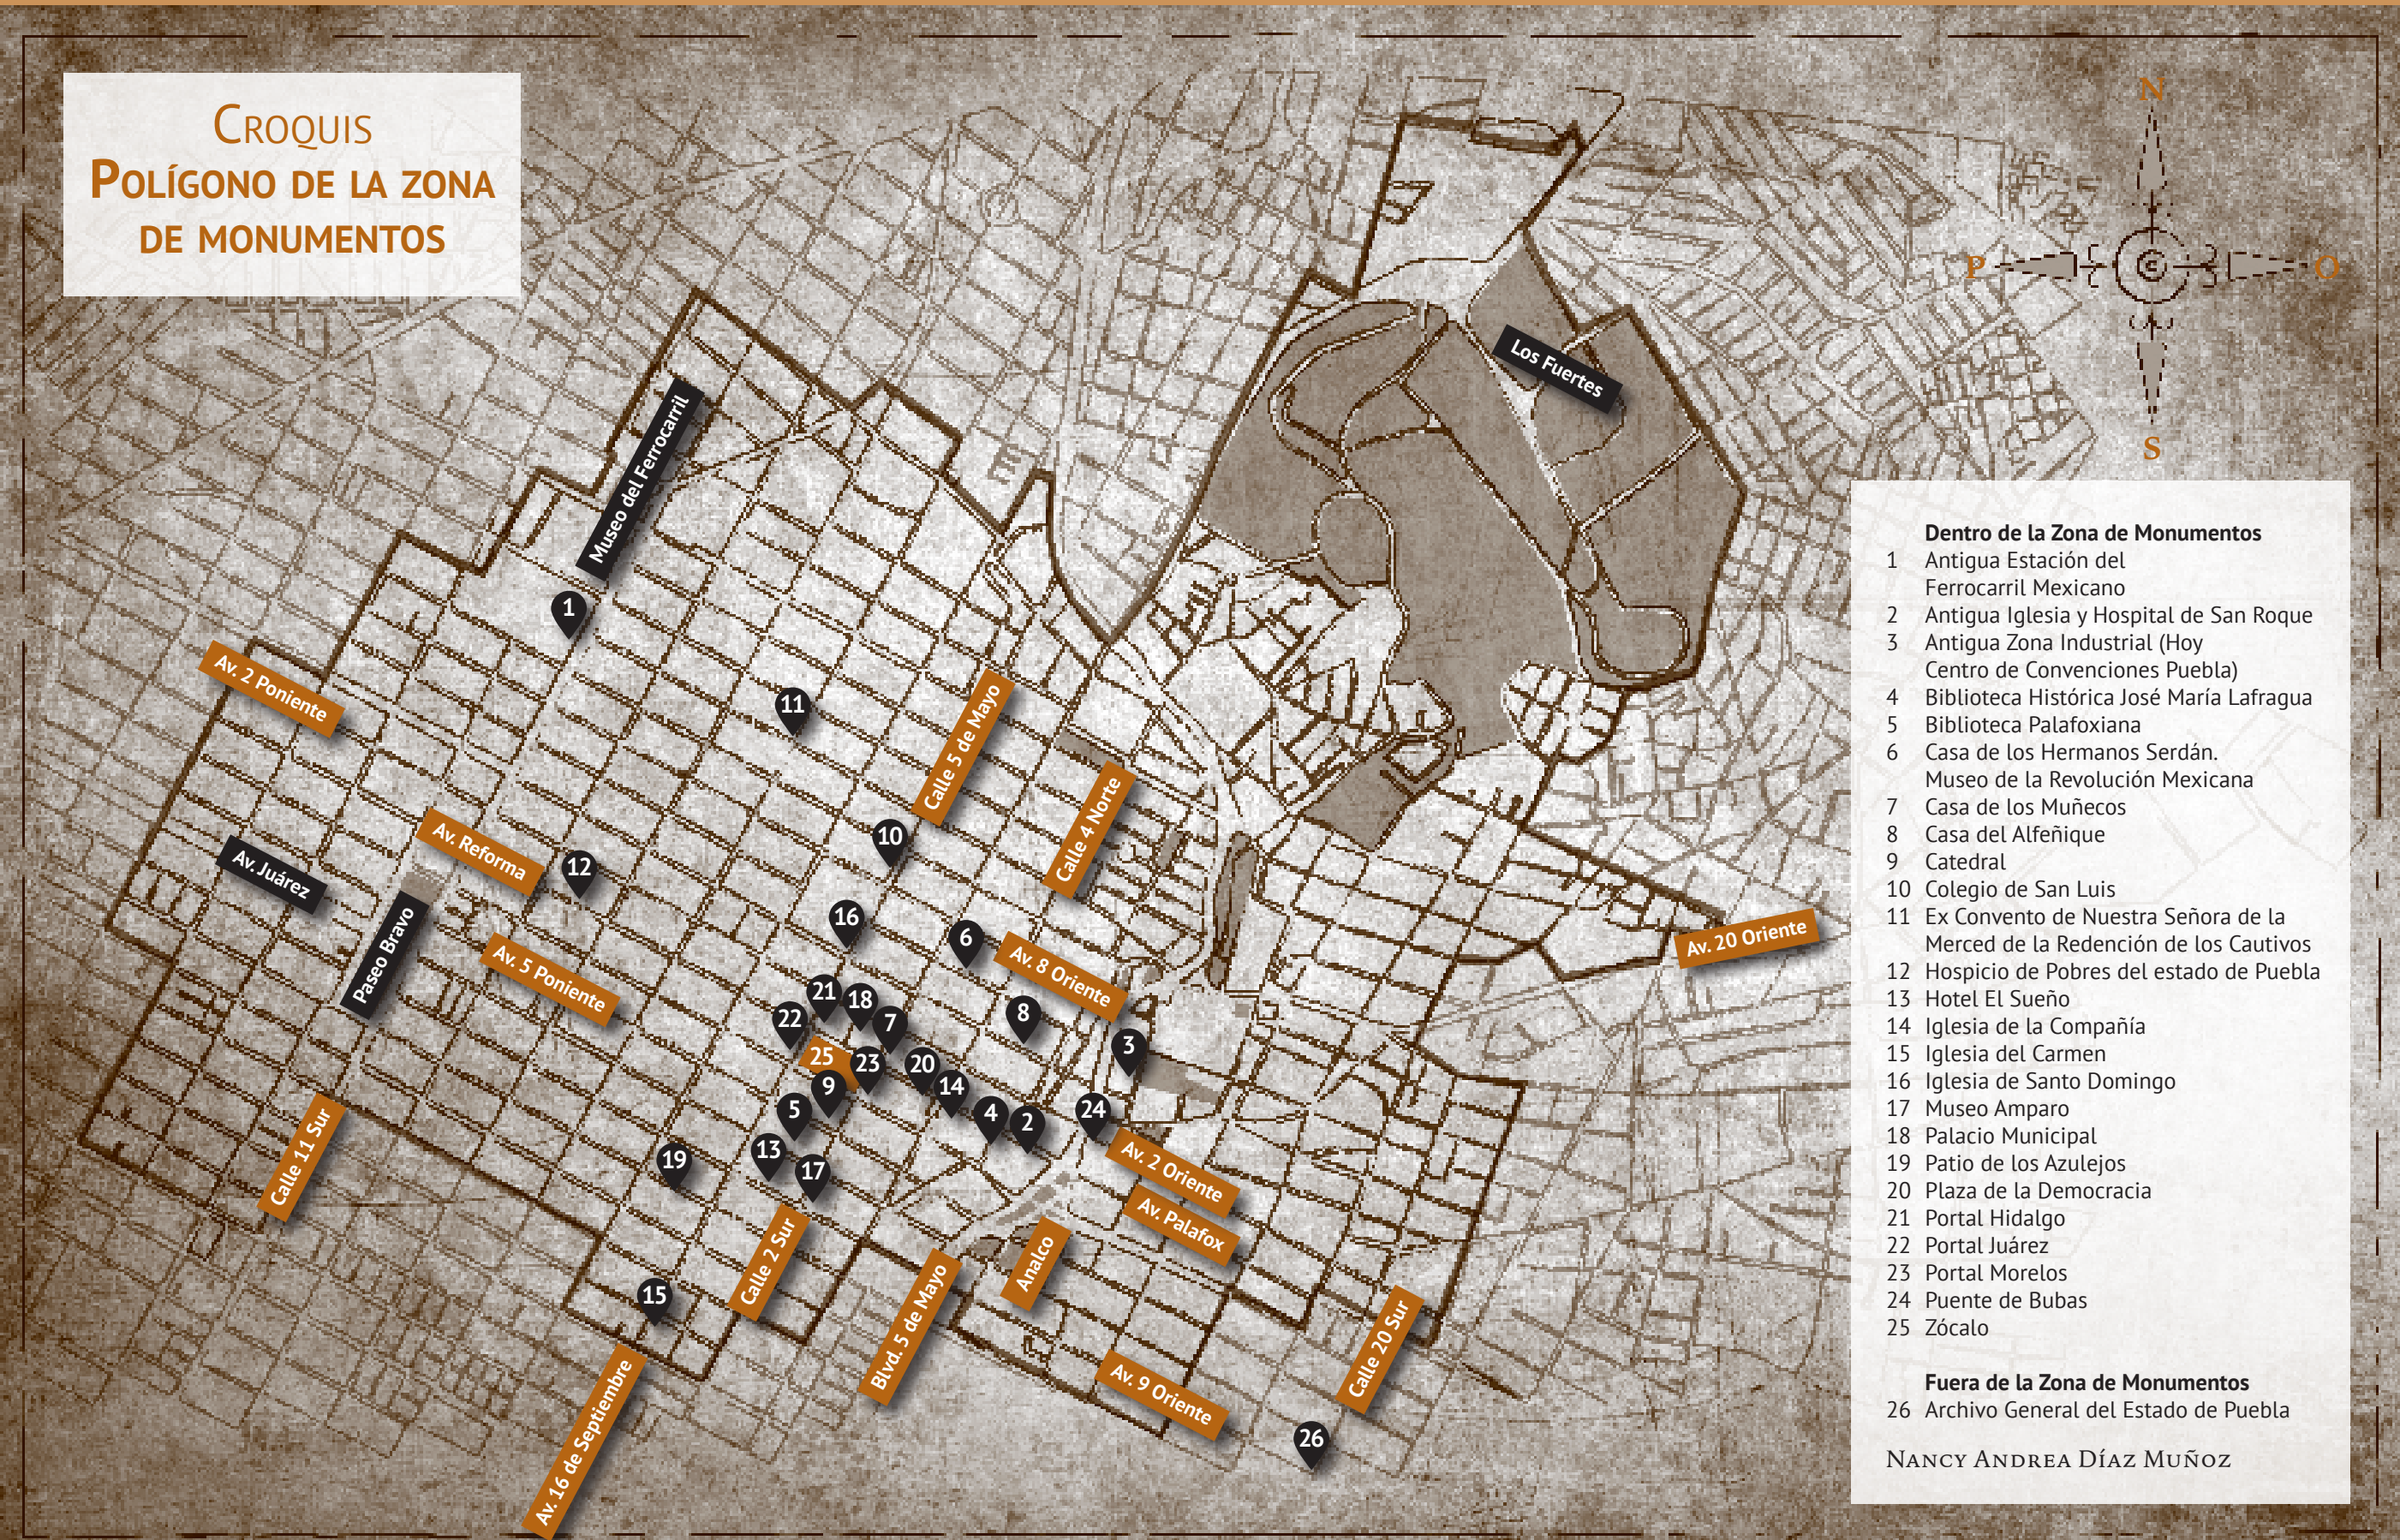 Croquis
Polígono de la zona
de monumentos
N
P
O
S
Los Fuertes
Museo del Ferrocarril
1
Av. 2 Poniente
11
Calle 5 de Mayo
Calle 4 Norte
10
Av. Reforma
Av. Juárez
12
16
6
Paseo Bravo
Av. 5 Poniente
Av. 8 Oriente
Av. 20 Oriente
21
18
22
7
8
3
25
23
20
9
14
5
4
2
24
13
17
19
Calle 11 Sur
Av. 2 Oriente
Av. Palafox
Calle 2 Sur
Analco
Blvd. 5 de Mayo
15
Calle 20 Sur
Av. 9 Oriente
Av. 16 de Septiembre
26
Dentro de la Zona de Monumentos
1 Antigua Estación del
Ferrocarril Mexicano
2 Antigua Iglesia y Hospital de San Roque
3 Antigua Zona Industrial (Hoy
Centro de Convenciones Puebla)
4 Biblioteca Histórica José María Lafragua
5 Biblioteca Palafoxiana
6 Casa de los Hermanos Serdán.
Museo de la Revolución Mexicana
7 Casa de los Muñecos
8 Casa del Alfeñique
9 Catedral
10 Colegio de San Luis
11 Ex Convento de Nuestra Señora de la
Merced de la Redención de los Cautivos
12 Hospicio de Pobres del estado de Puebla
13 Hotel El Sueño
14 Iglesia de la Compañía
15 Iglesia del Carmen
16 Iglesia de Santo Domingo
17 Museo Amparo
18 Palacio Municipal
19 Patio de los Azulejos
20 Plaza de la Democracia
21 Portal Hidalgo
22 Portal Juárez
23 Portal Morelos
24 Puente de Bubas
25 Zócalo
Fuera de la Zona de Monumentos
26 Archivo General del Estado de Puebla
Nancy Andrea Díaz Muñoz